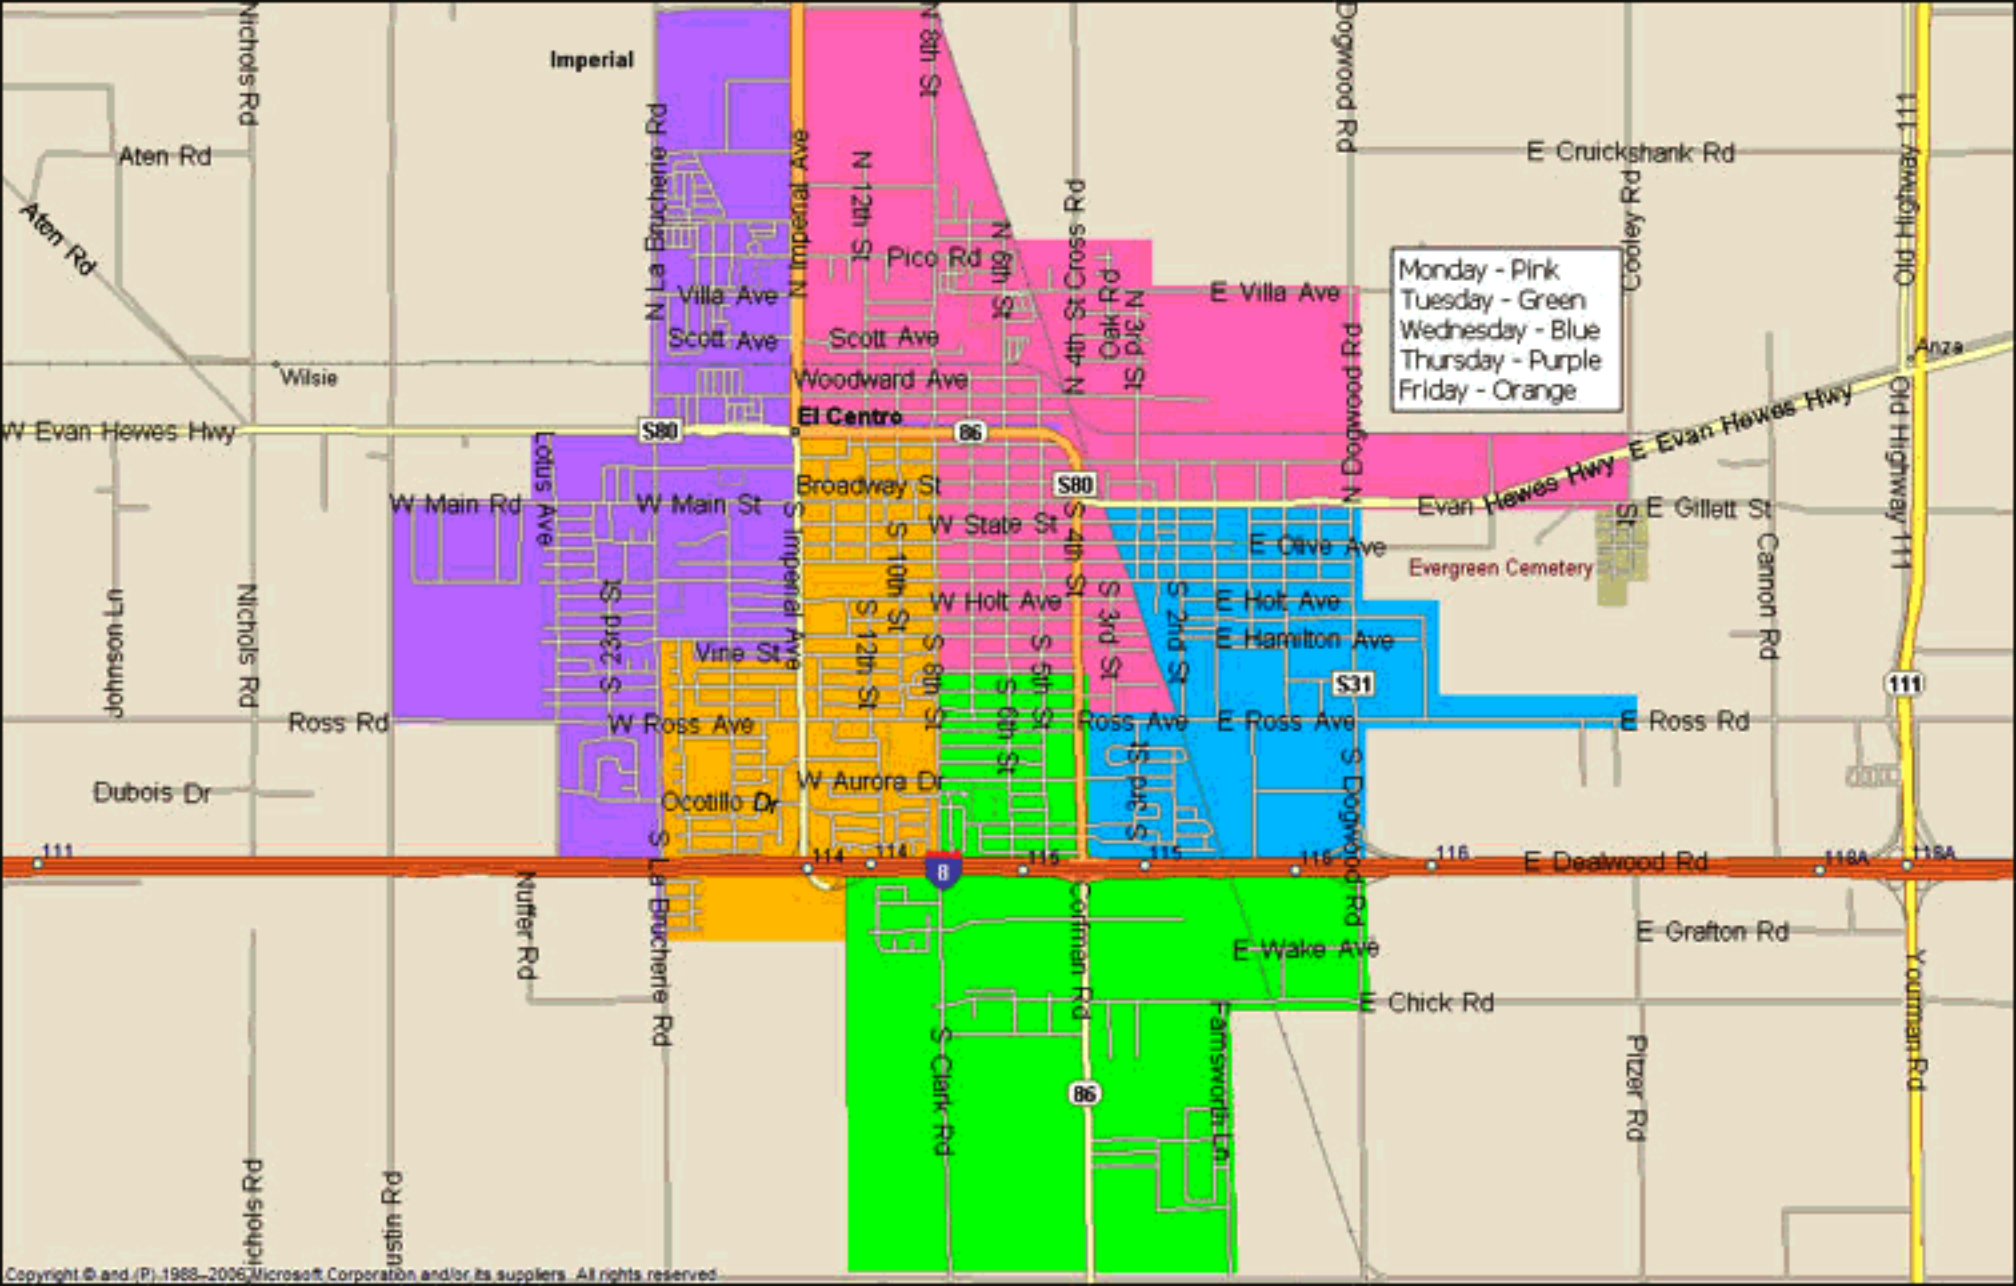 Nichols Rd
Imperial
N 8th St
Dogwood Rd
Aten Rd
E Cruickshank Rd
Old Highway 111
Aten Rd
N La Brucherie Rd
N Imperial Ave
N 12th St
N 6th St
N 4th St Cross Rd
Cooley Rd
Pico Rd
Oak Rd
N 3rd St
Villa Ave
E Villa Ave
Monday - Pink
Tuesday - Green
Wednesday - Blue
Thursday - Purple
Friday - Orange
Scott Ave
Scott Ave
N Dogwood Rd
Anza
Wilsie
Woodward Ave
El Centro
W Evan Hewes Hwy
S80
86
E Evan Hewes Hwy
Old Highway 111
Lotus Ave
Broadway St
S80
W Main Rd
W Main St
Evan Hewes Hwy
St
E Gillett St
W State St
S Imperial Ave
S 10th St
S 4th St
E Olive Ave
Evergreen Cemetery
Cannon Rd
Johnson Ln
Nichols Rd
S 23rd St
W Holt Ave
S 12th St
S 3rd St
S 2nd St
E Holt Ave
E Hamilton Ave
Vine St
S 8th St
S 5th St
S 6th St
S31
111
Ross Rd
W Ross Ave
Ross Ave
E Ross Ave
E Ross Rd
W Aurora Dr
S 3rd St
S Dogwood Rd
Dubois Dr
Ocotillo Dr
111
114
114
8
115
115
116
116
E Dealwood Rd
118A
118A
S La Brucherie Rd
Nuffer Rd
Corfman Rd
E Wake Ave
E Grafton Rd
Yourman Rd
E Chick Rd
S Clark Rd
Farnsworth Ln
Pitzer Rd
86
Nichols Rd
ustin Rd
Copyright © and (P) 1988–2006 Microsoft Corporation and/or its suppliers. All rights reserved